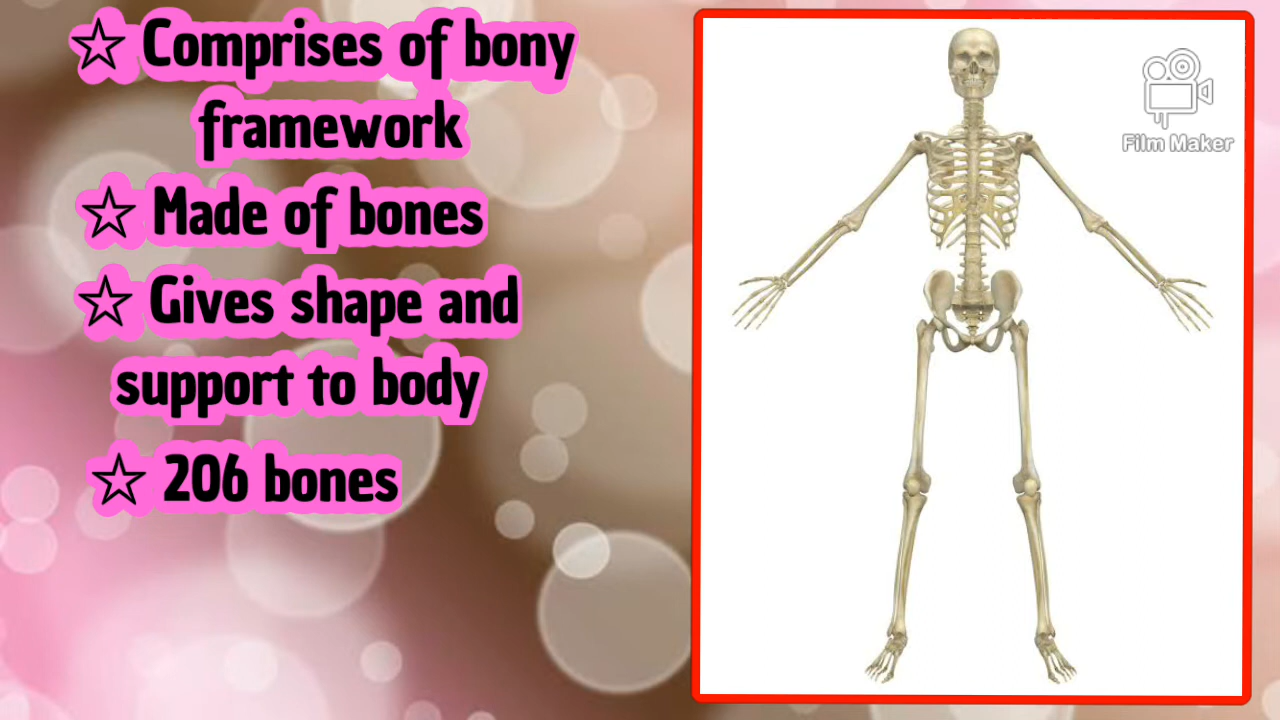 ☆ Comprises of bony
framework
☆ Made of bones
☆ Gives shape and
support to body
☆ 206 bones
Film Maker